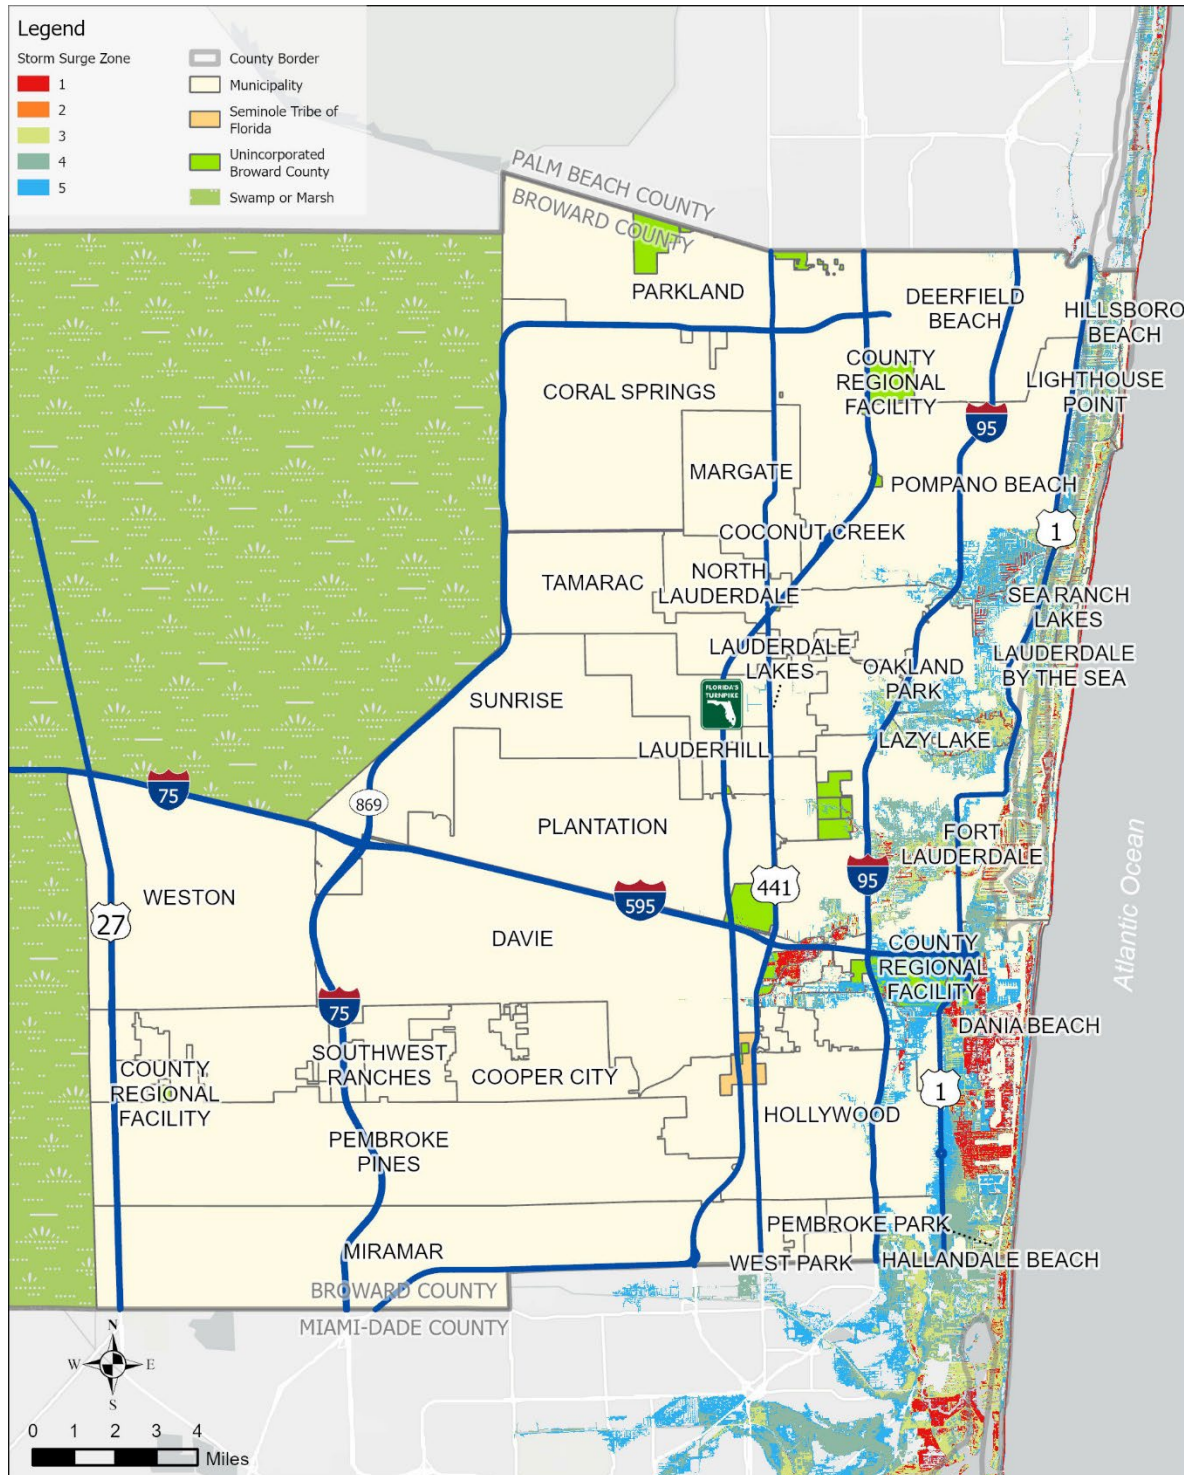 Legend
Storm Surge Zone
1
2
3
4
5
County Border
Municipality
Seminole Tribe of
Florida
Unincorporated
Broward County
Swamp or Marsh
PALM BEACH COUNTY
BROWARD COUNTY
PARKLAND
DEERFIELD
BEACH
HILLSBORO
BEACH
COUNTY
REGIONAL
FACILITY
LIGHTHOUSE
POINT
CORAL SPRINGS
95
MARGATE
POMPANO BEACH
COCONUT CREEK
1
TAMARAC
NORTH
LAUDERDALE
SEA RANCH
LAKES
LAUDERDALE
LAKES
OAKLAND
PARK
LAUDERDALE
BY THE SEA
SUNRISE
FLORIDA'S
TURNPIKE
LAUDERHILL
LAZY LAKE
75
869
PLANTATION
FORT
LAUDERDALE
Atlantic Ocean
WESTON
27
595
441
95
DAVIE
COUNTY
REGIONAL
FACILITY
75
DANIA BEACH
COUNTY
REGIONAL
FACILITY
SOUTHWEST
RANCHES
COOPER CITY
1
HOLLYWOOD
PEMBROKE
PINES
PEMBROKE PARK
MIRAMAR
WEST PARK
HALLANDALE BEACH
BROWARD COUNTY
MIAMI-DADE COUNTY
N
W
E
S
0 1 2 3 4
Miles